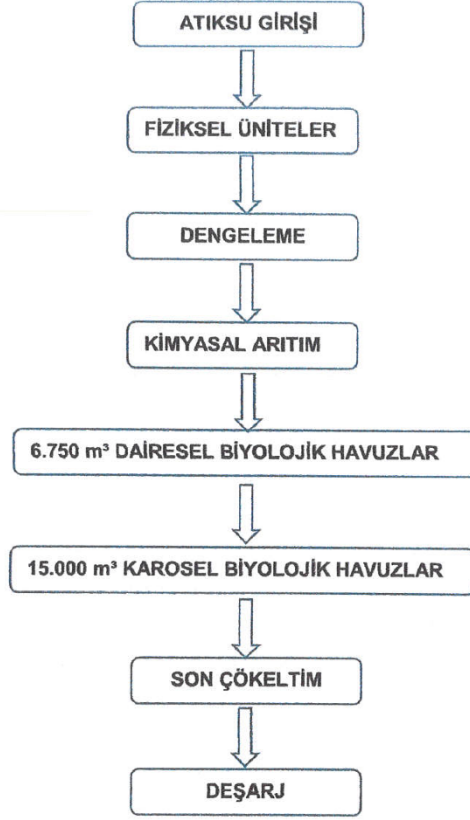 ATIKSU GİRİŞİ
FİZİKSEL ÜNİTELER
DENGELEME
KİMYASAL ARITIM
6.750 m³ DAİRESEL BİYOLOJİK HAVUZLAR
15.000 m³ KAROSEL BİYOLOJİK HAVUZLAR
SON ÇÖKELTİM
DEŞARJ